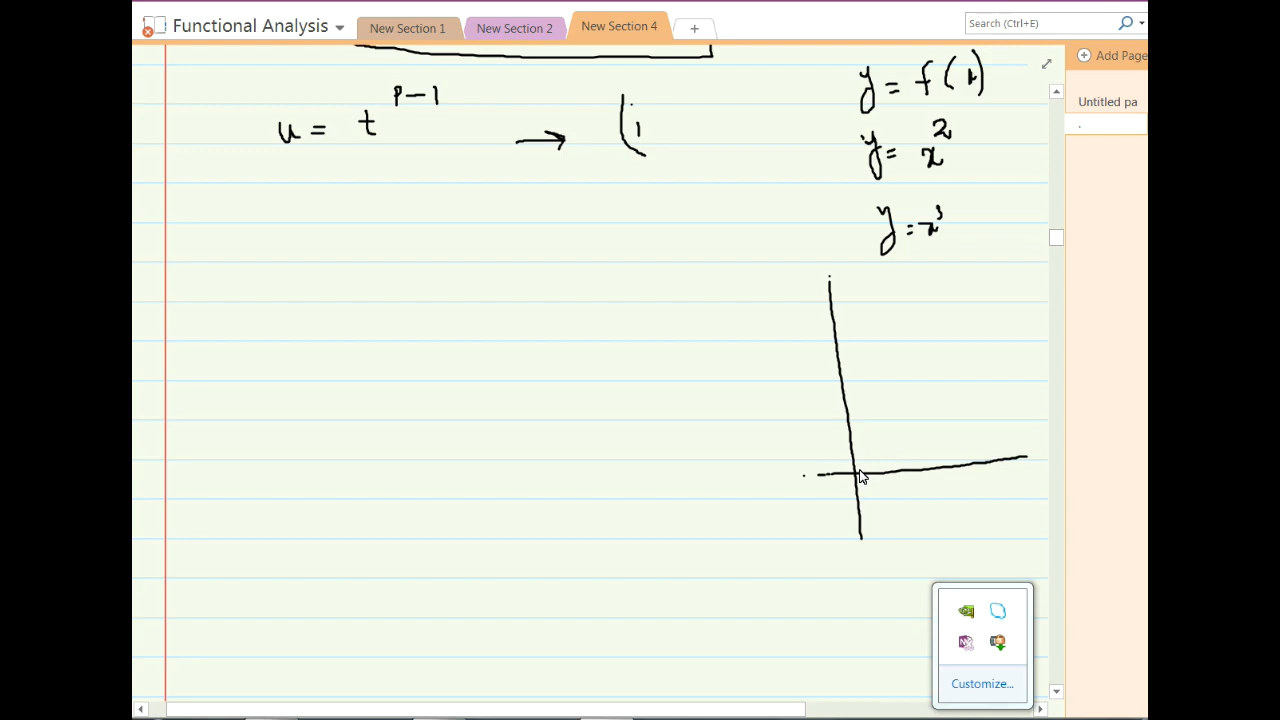 Functional Analysis
New Section 1
New Section 2
New Section 4
+
Search (Ctrl+E)
Add Page
Untitled pa
.
u = t^{p-1} → (i
y = f(x)
y = x^2
y = x^3
Customize...